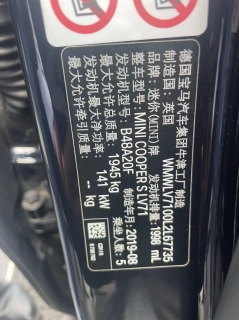 德国宝马汽车集团牛津工厂制造
制造国：英国
WMWLV7100O2L67735
品牌：迷你(MINI)牌 发动机排量：1998 mL
整车型号：MINI COOPER S LV71
发动机型号：B48A20F 制造年月：2019-08
最大允许总质量：1945 kg 乘坐人数：5
发动机最大净功率：141 kW
最大允许牵引质量：-- kg